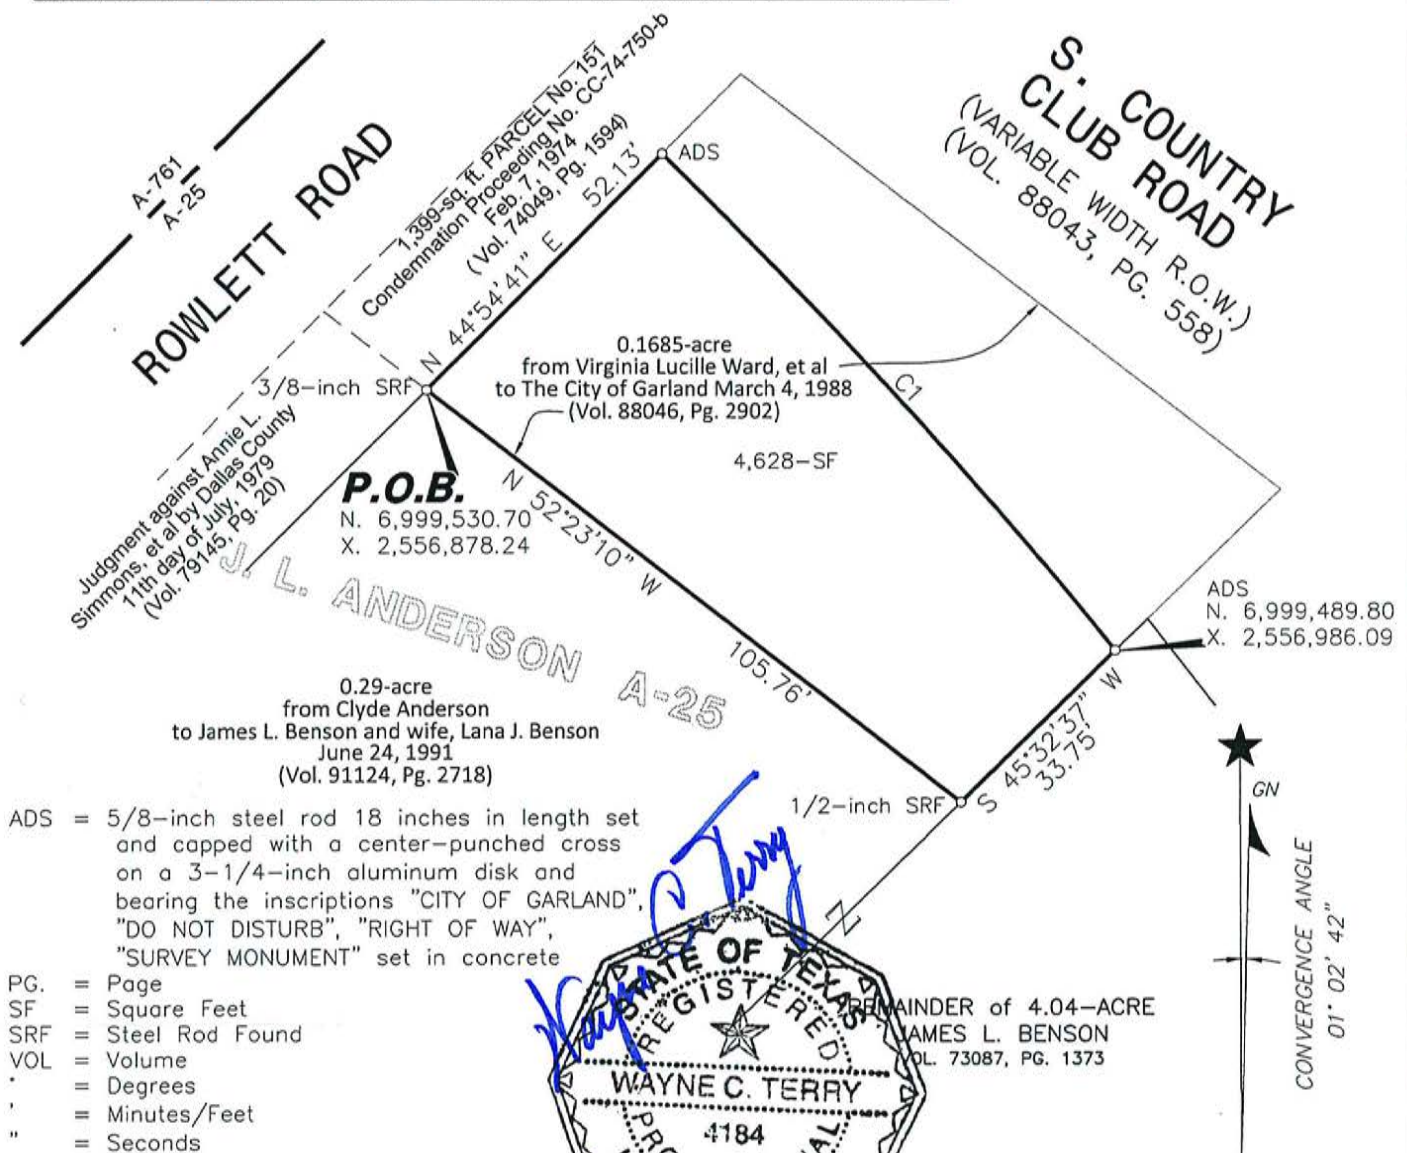 A-761
A-25
ROWLETT ROAD
1,399-sq. ft. PARCEL No. 151
Condemnation Proceeding No. CC-74-750-b
Feb. 7, 1974
(Vol. 74049, Pg. 1594)
N 44°54'41" E 52.13'
ADS
S. COUNTRY
CLUB ROAD
(VARIABLE WIDTH R.O.W.)
(VOL. 88043, PG. 558)
0.1685-acre
from Virginia Lucille Ward, et al
to The City of Garland March 4, 1988
(Vol. 88046, Pg. 2902)
C1
4,628-SF
3/8-inch SRF
Judgment against Annie L.
Simmons, et al by Dallas County
11th day of July, 1979
(Vol. 79145, Pg. 20)
P.O.B.
N. 6,999,530.70
X. 2,556,878.24
N 52°23'10" W
105.76'
J. L. ANDERSON A-25
ADS
N. 6,999,489.80
X. 2,556,986.09
S 45°32'37" W
33.75'
1/2-inch SRF
0.29-acre
from Clyde Anderson
to James L. Benson and wife, Lana J. Benson
June 24, 1991
(Vol. 91124, Pg. 2718)
GN
CONVERGENCE ANGLE
01° 02' 42"
ADS = 5/8-inch steel rod 18 inches in length set
and capped with a center-punched cross
on a 3-1/4-inch aluminum disk and
bearing the inscriptions "CITY OF GARLAND",
"DO NOT DISTURB", "RIGHT OF WAY",
"SURVEY MONUMENT" set in concrete
PG. = Page
SF = Square Feet
SRF = Steel Rod Found
VOL = Volume
° = Degrees
' = Minutes/Feet
" = Seconds
Wayne C. Terry
STATE OF TEXAS
REGISTERED
WAYNE C. TERRY
4184
REMAINDER of 4.04-ACRE
JAMES L. BENSON
VOL. 73087, PG. 1373